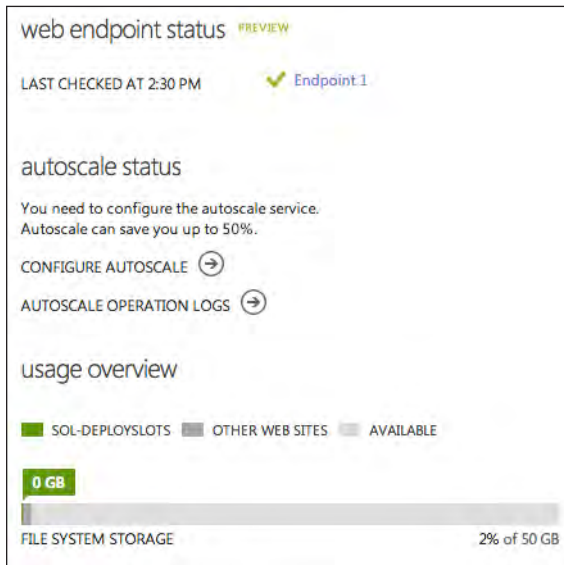 web endpoint status PREVIEW
LAST CHECKED AT 2:30 PM Endpoint 1
autoscale status
You need to configure the autoscale service.
Autoscale can save you up to 50%.
CONFIGURE AUTOSCALE
AUTOSCALE OPERATION LOGS
usage overview
SOL-DEPLOYSLOTS OTHER WEB SITES AVAILABLE
0 GB
FILE SYSTEM STORAGE 2% of 50 GB